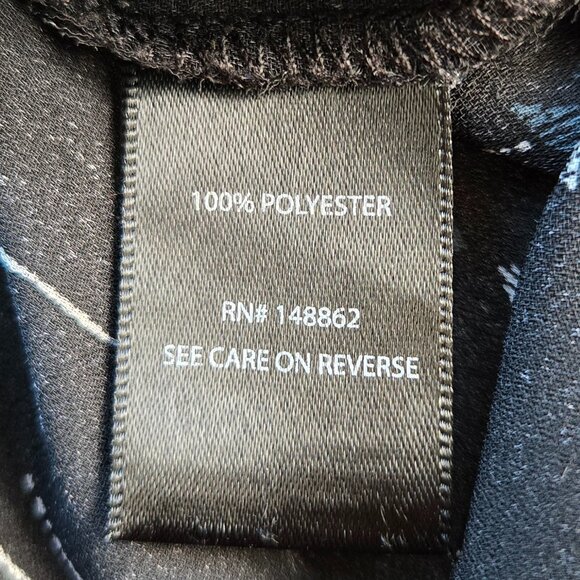 100% POLYESTER
RN# 148862
SEE CARE ON REVERSE